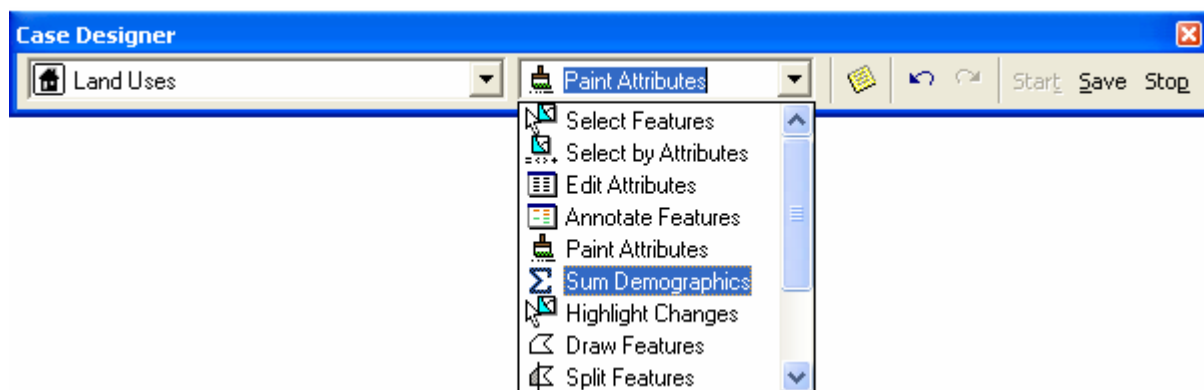 Case Designer
Land Uses Paint Attributes Start Save Stop
Select Features
Select by Attributes
Edit Attributes
Annotate Features
Paint Attributes
Sum Demographics
Highlight Changes
Draw Features
Split Features